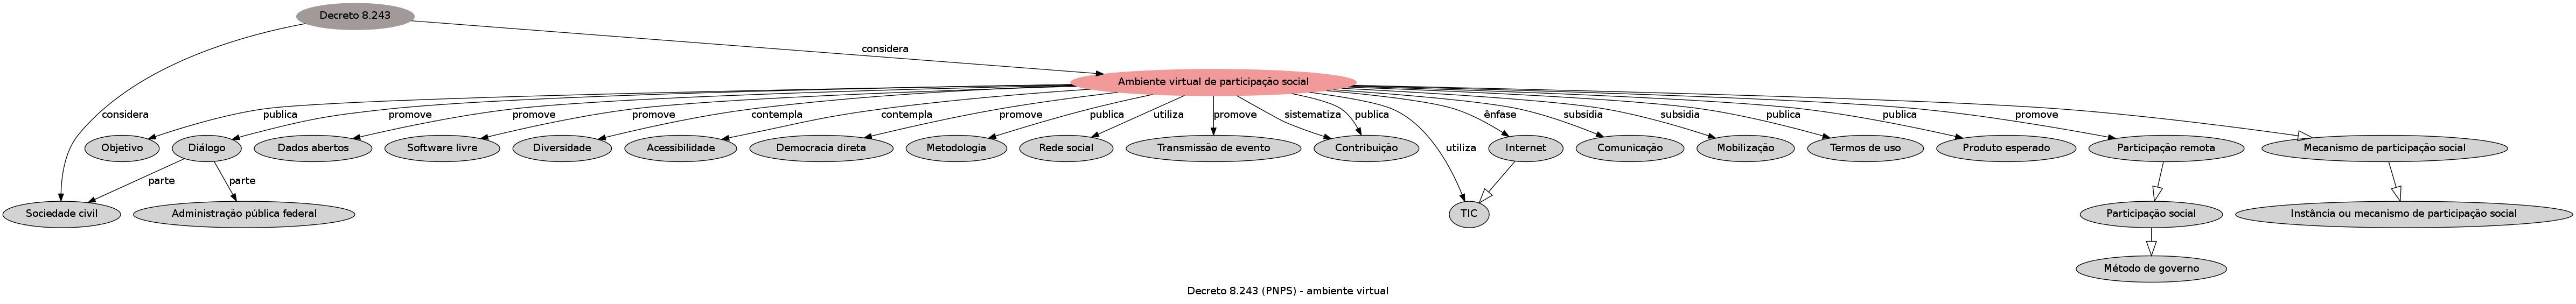 Decreto 8.243
considera
Ambiente virtual de participação social
considera
publica
promove
promove
promove
contempla
contempla
promove
publica
utiliza
promove
sistematiza
publica
utiliza
ênfase
subsidia
subsidia
publica
publica
promove
Objetivo
Diálogo
Dados abertos
Software livre
Diversidade
Acessibilidade
Democracia direta
Metodologia
Rede social
Transmissão de evento
Contribuição
Internet
Comunicação
Mobilização
Termos de uso
Produto esperado
Participação remota
Mecanismo de participação social
parte
parte
Sociedade civil
Administração pública federal
TIC
Participação social
Instância ou mecanismo de participação social
Método de governo
Decreto 8.243 (PNPS) - ambiente virtual